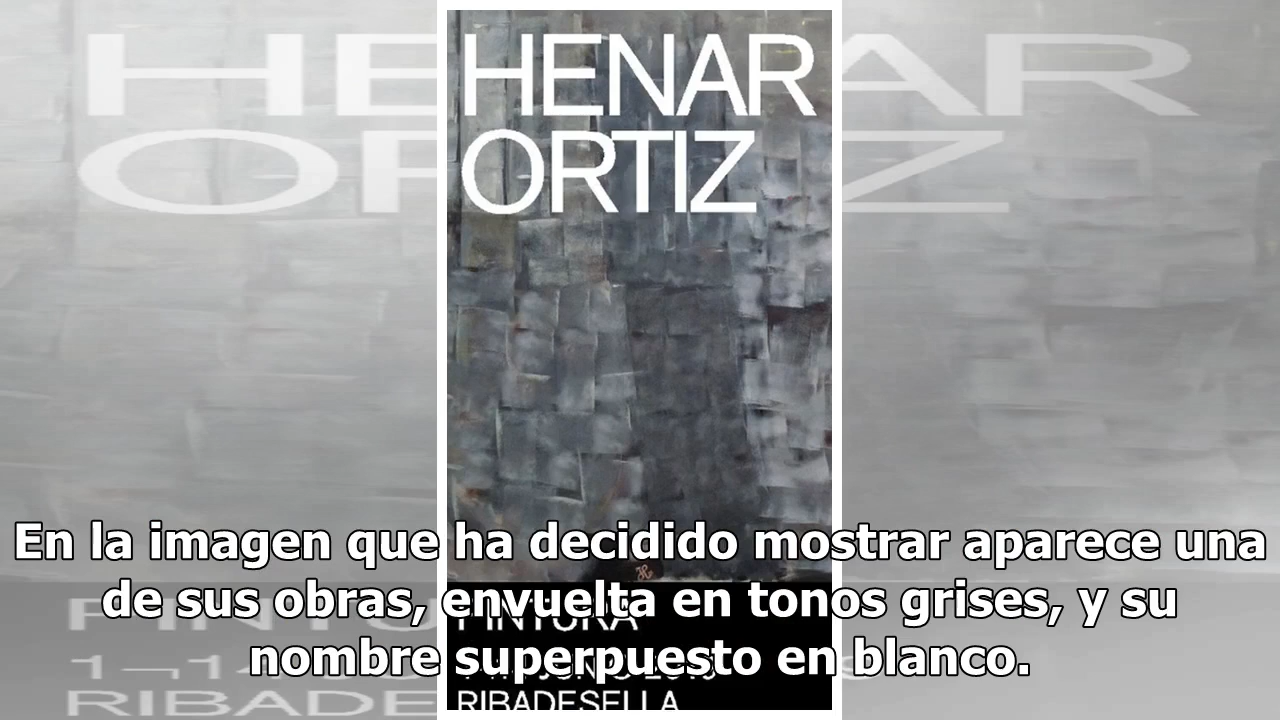 HENAR
ORTIZ
En la imagen que ha decidido mostrar aparece una
de sus obras, envuelta en tonos grises, y su
nombre superpuesto en blanco.
PINTURA
RIBADESELLA